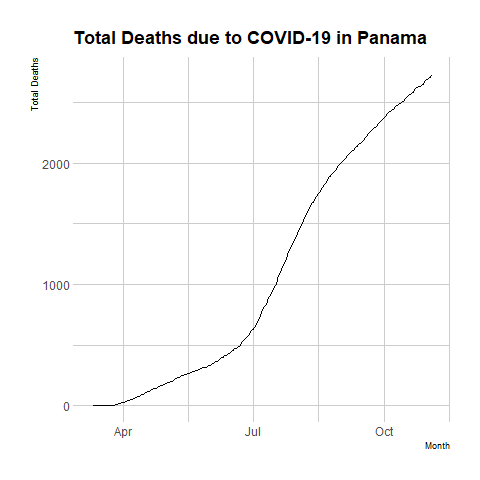 Total Deaths due to COVID-19 in Panama
Total Deaths
2000
1000
0
Apr Jul Oct
Month